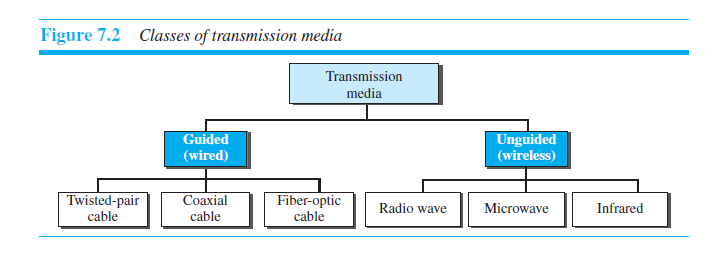 Figure 7.2 Classes of transmission media
Transmission
media
Guided
(wired)
Unguided
(wireless)
Twisted-pair
cable
Coaxial
cable
Fiber-optic
cable
Radio wave
Microwave
Infrared